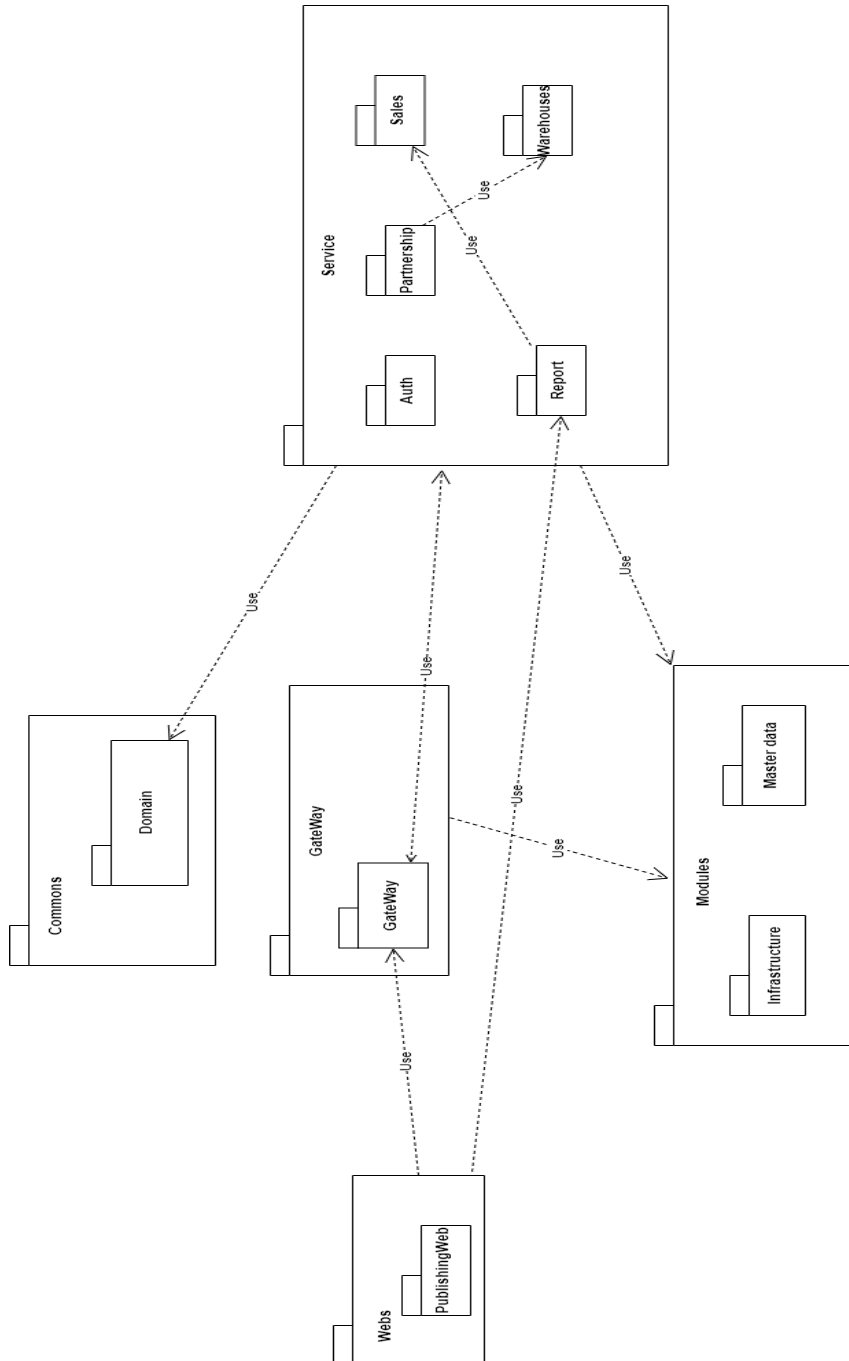 Webs
PublishingWeb
Use
Use
Commons
Domain
GateWay
GateWay
Use
Use
Use
Modules
Infrastructure
Master data
Use
Service
Auth
Partnership
Sales
Report
Warehouses
Use
Use